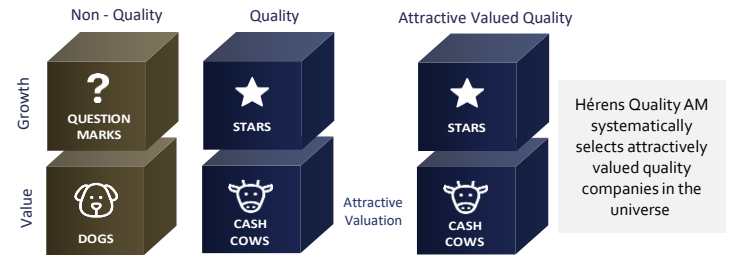 Non - Quality
Quality
Attractive Valued Quality
Growth
?
QUESTION
MARKS
STARS
STARS
Hérens Quality AM
systematically
selects attractively
valued quality
companies in the
universe
Value
DOGS
CASH
COWS
Attractive
Valuation
CASH
COWS